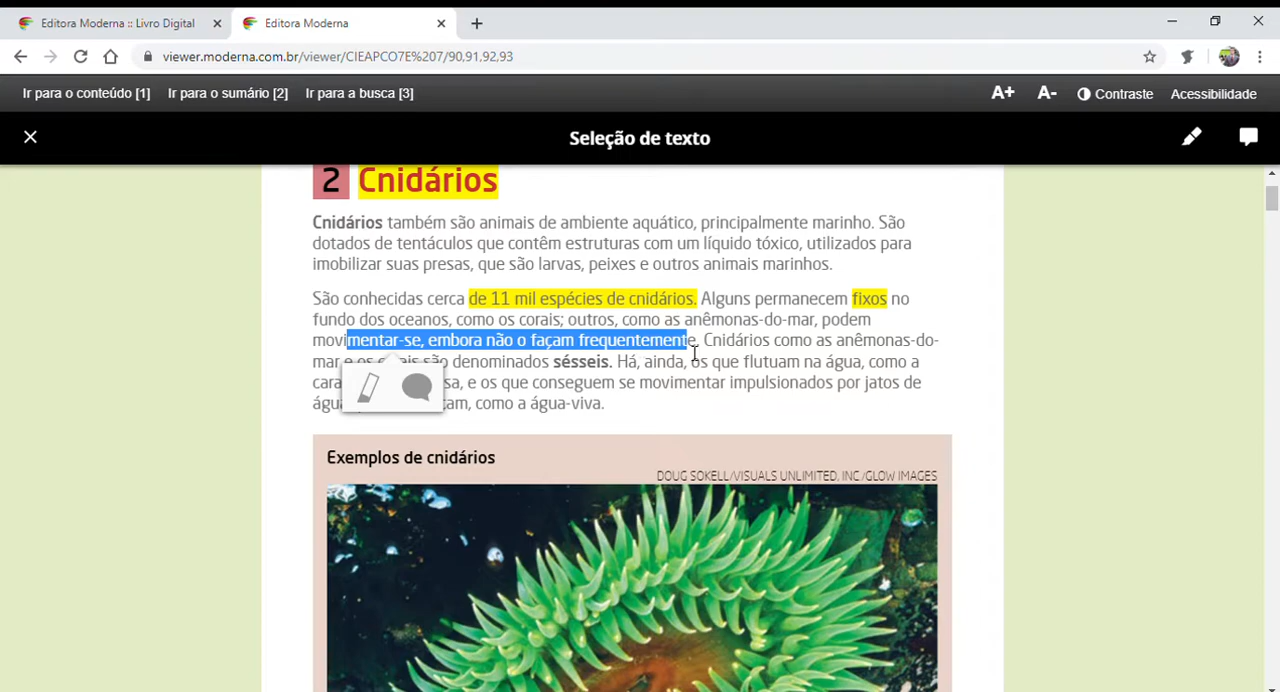 Editora Moderna :: Livro Digital
Editora Moderna
viewer.moderna.com.br/viewer/CIEAPCO7E%207/90,91,92,93
Ir para o conteúdo [1] Ir para o sumário [2] Ir para a busca [3]
A+ A- Contraste Acessibilidade
Seleção de texto
2 Cnidários
Cnidários também são animais de ambiente aquático, principalmente marinho. São
dotados de tentáculos que contêm estruturas com um líquido tóxico, utilizados para
imobilizar suas presas, que são larvas, peixes e outros animais marinhos.
São conhecidas cerca de 11 mil espécies de cnidários. Alguns permanecem fixos no
fundo dos oceanos, como os corais; outros, como as anêmonas-do-mar, podem
movimentar-se, embora não o façam frequentemente. Cnidários como as anêmonas-do-
mar e os corais são denominados sésseis. Há, ainda, os que flutuam na água, como a
cara sa, e os que conseguem se movimentar impulsionados por jatos de
água cam, como a água-viva.
Exemplos de cnidários
DOUG SOKELL/VISUALS UNLIMITED, INC./GLOW IMAGES